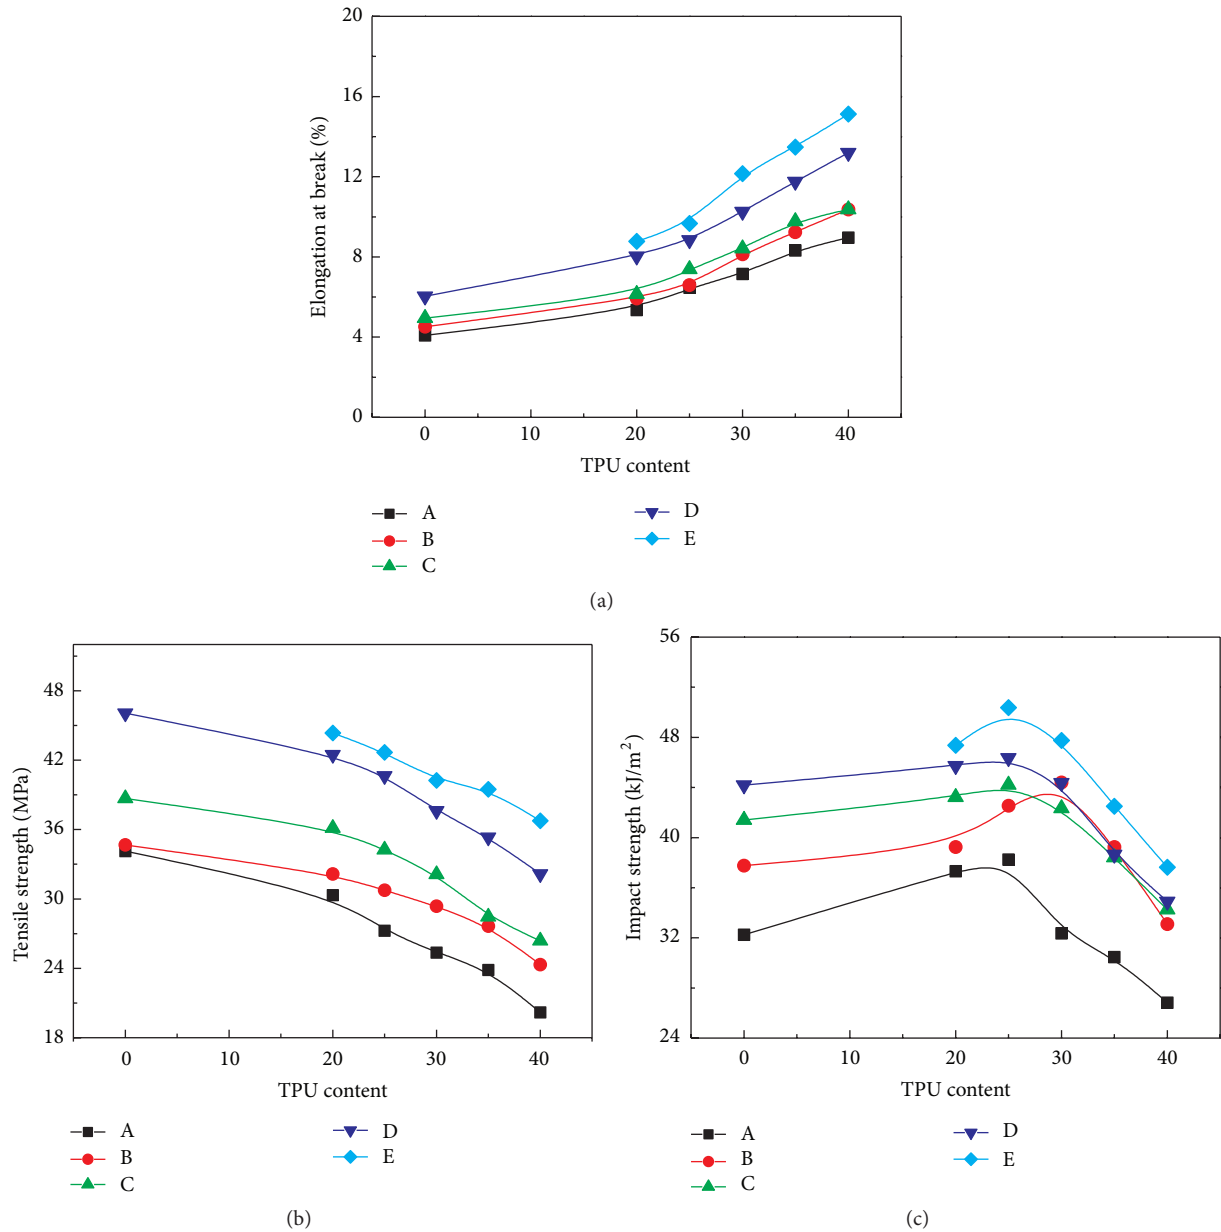 20
16
12
8
4
0
Elongation at break (%)
0 10 20 30 40
TPU content
A D
B E
C
(a)
48
42
36
30
24
18
Tensile strength (MPa)
0 10 20 30 40
TPU content
A D
B E
C
(b)
56
48
40
32
24
Impact strength (kJ/m²)
0 10 20 30 40
TPU content
A D
B E
C
(c)